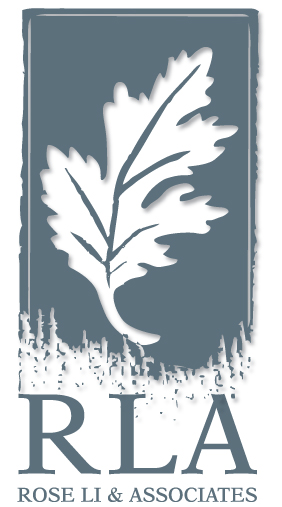 RLA
ROSE LI & ASSOCIATES